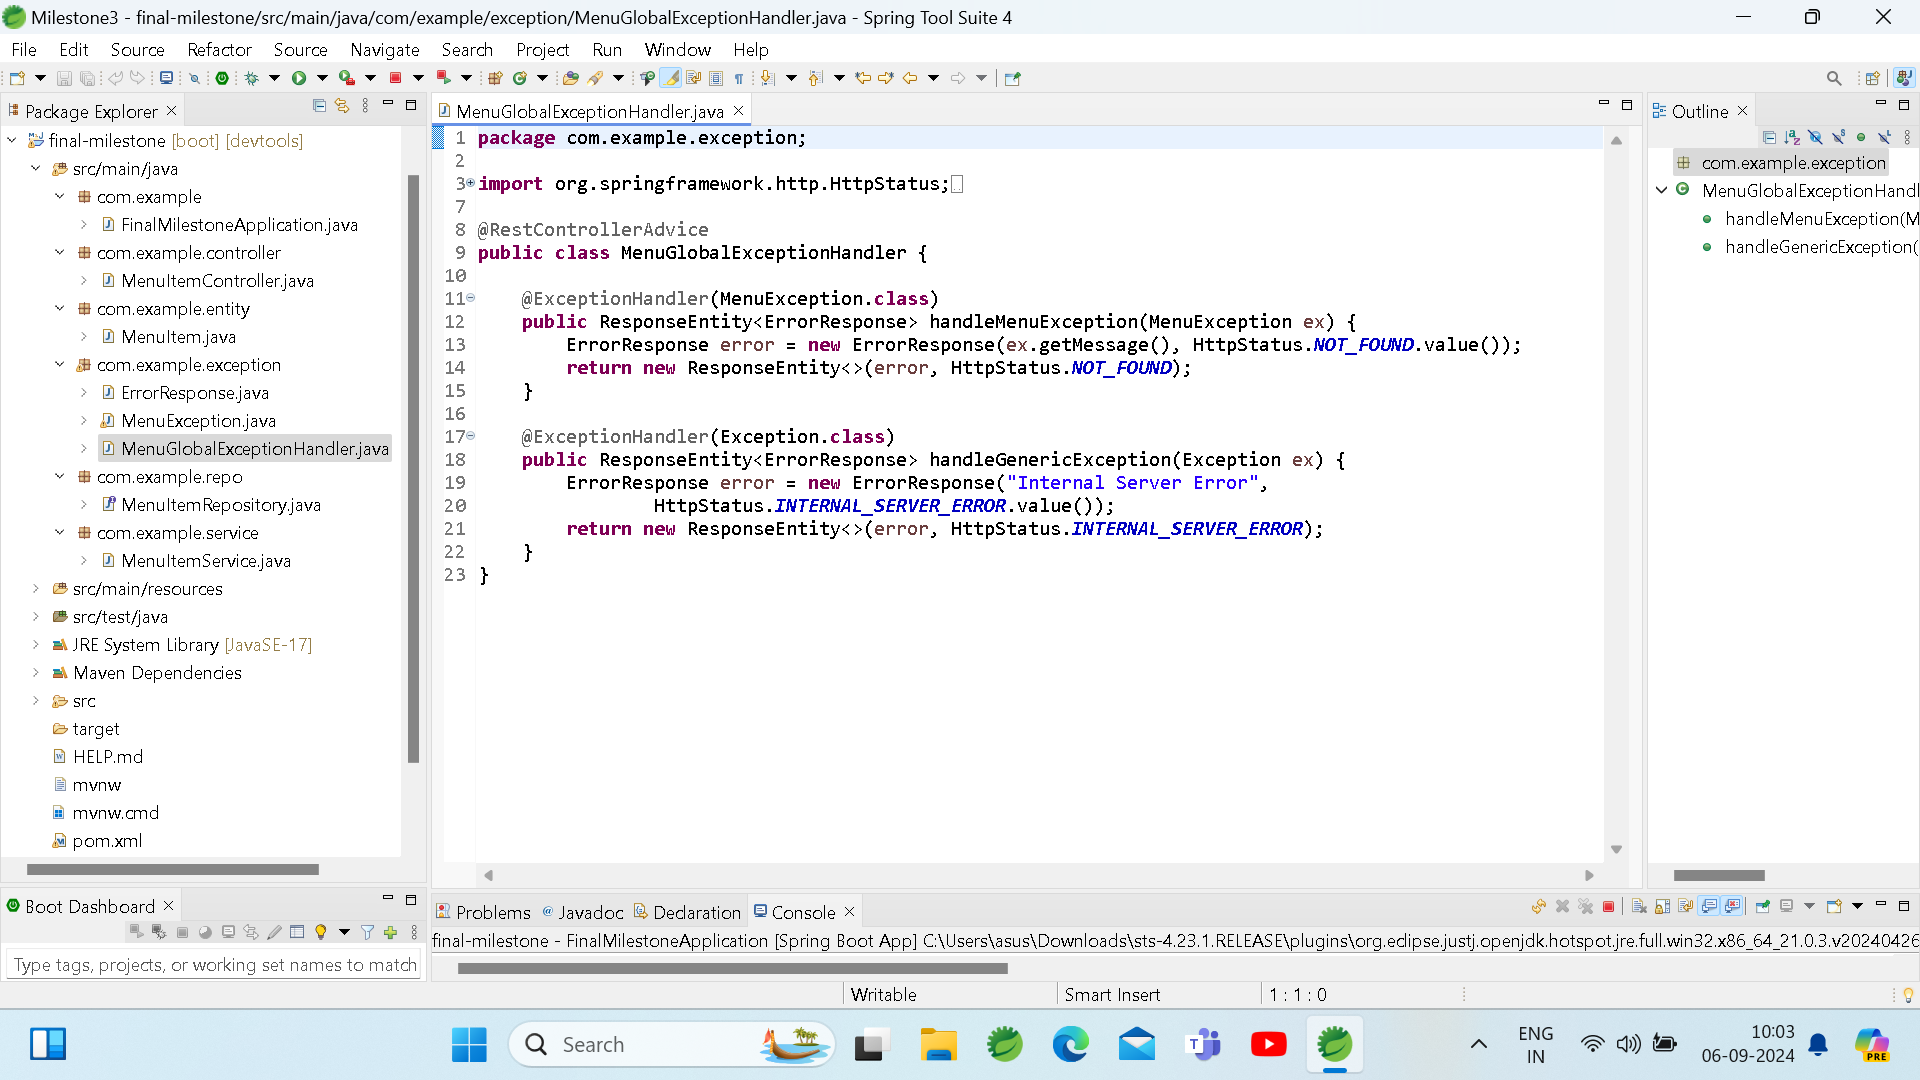 Milestone3 - final-milestone/src/main/java/com/example/exception/MenuGlobalExceptionHandler.java - Spring Tool Suite 4
File Edit Source Refactor Source Navigate Search Project Run Window Help
Package Explorer
final-milestone [boot] [devtools]
src/main/java
com.example
FinalMilestoneApplication.java
com.example.controller
MenuItemController.java
com.example.entity
MenuItem.java
com.example.exception
ErrorResponse.java
MenuException.java
MenuGlobalExceptionHandler.java
com.example.repo
MenuItemRepository.java
com.example.service
MenuItemService.java
src/main/resources
src/test/java
JRE System Library [JavaSE-17]
Maven Dependencies
src
target
HELP.md
mvnw
mvnw.cmd
pom.xml
Boot Dashboard
Type tags, projects, or working set names to match
MenuGlobalExceptionHandler.java
1 package com.example.exception;
2
3 import org.springframework.http.HttpStatus;
7
8 @RestControllerAdvice
9 public class MenuGlobalExceptionHandler {
10
11 @ExceptionHandler(MenuException.class)
12 public ResponseEntity<ErrorResponse> handleMenuException(MenuException ex) {
13 ErrorResponse error = new ErrorResponse(ex.getMessage(), HttpStatus.NOT_FOUND.value());
14 return new ResponseEntity<>(error, HttpStatus.NOT_FOUND);
15 }
16
17 @ExceptionHandler(Exception.class)
18 public ResponseEntity<ErrorResponse> handleGenericException(Exception ex) {
19 ErrorResponse error = new ErrorResponse("Internal Server Error",
20 HttpStatus.INTERNAL_SERVER_ERROR.value());
21 return new ResponseEntity<>(error, HttpStatus.INTERNAL_SERVER_ERROR);
22 }
23 }
Outline
com.example.exception
MenuGlobalExceptionHandl
handleMenuException(M
handleGenericException(
Problems Javadoc Declaration Console
final-milestone - FinalMilestoneApplication [Spring Boot App] C:\Users\asus\Downloads\sts-4.23.1.RELEASE\plugins\org.eclipse.justj.openjdk.hotspot.jre.full.win32.x86_64_21.0.3.v20240426
Writable Smart Insert 1 : 1 : 0
Search
ENG
IN
10:03
06-09-2024
PRE